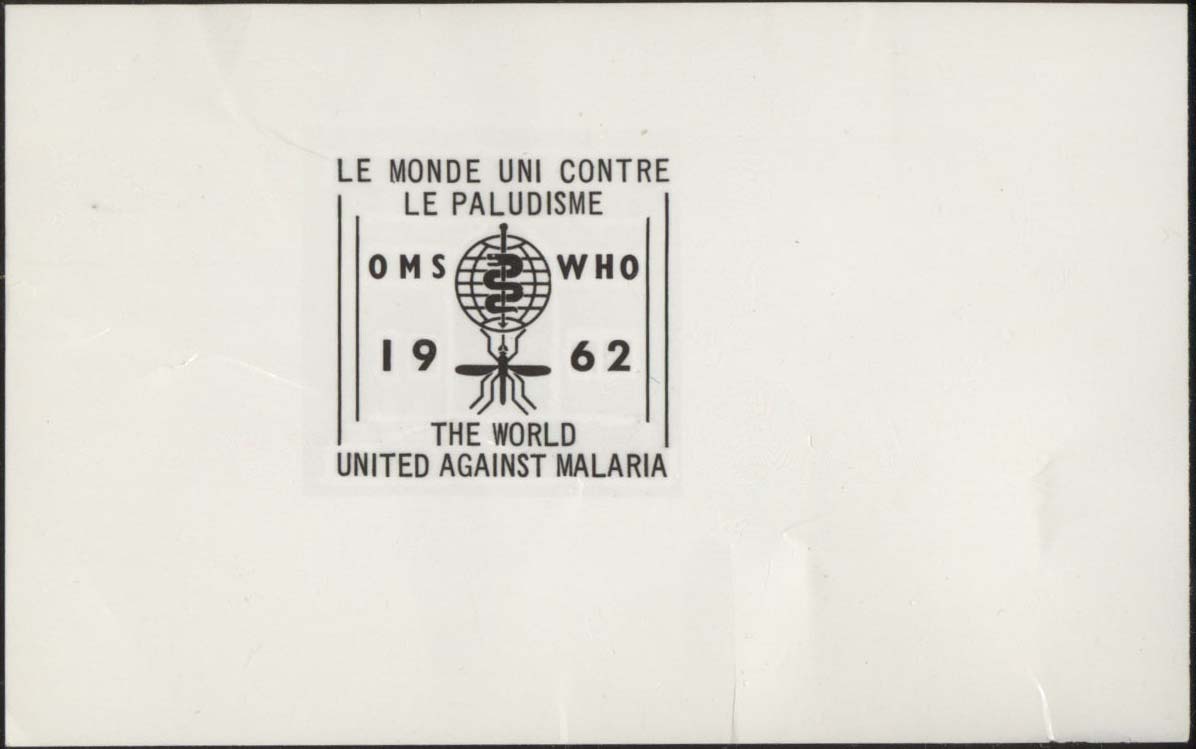 LE MONDE UNI CONTRE
LE PALUDISME
OMS WHO
19 62
THE WORLD
UNITED AGAINST MALARIA